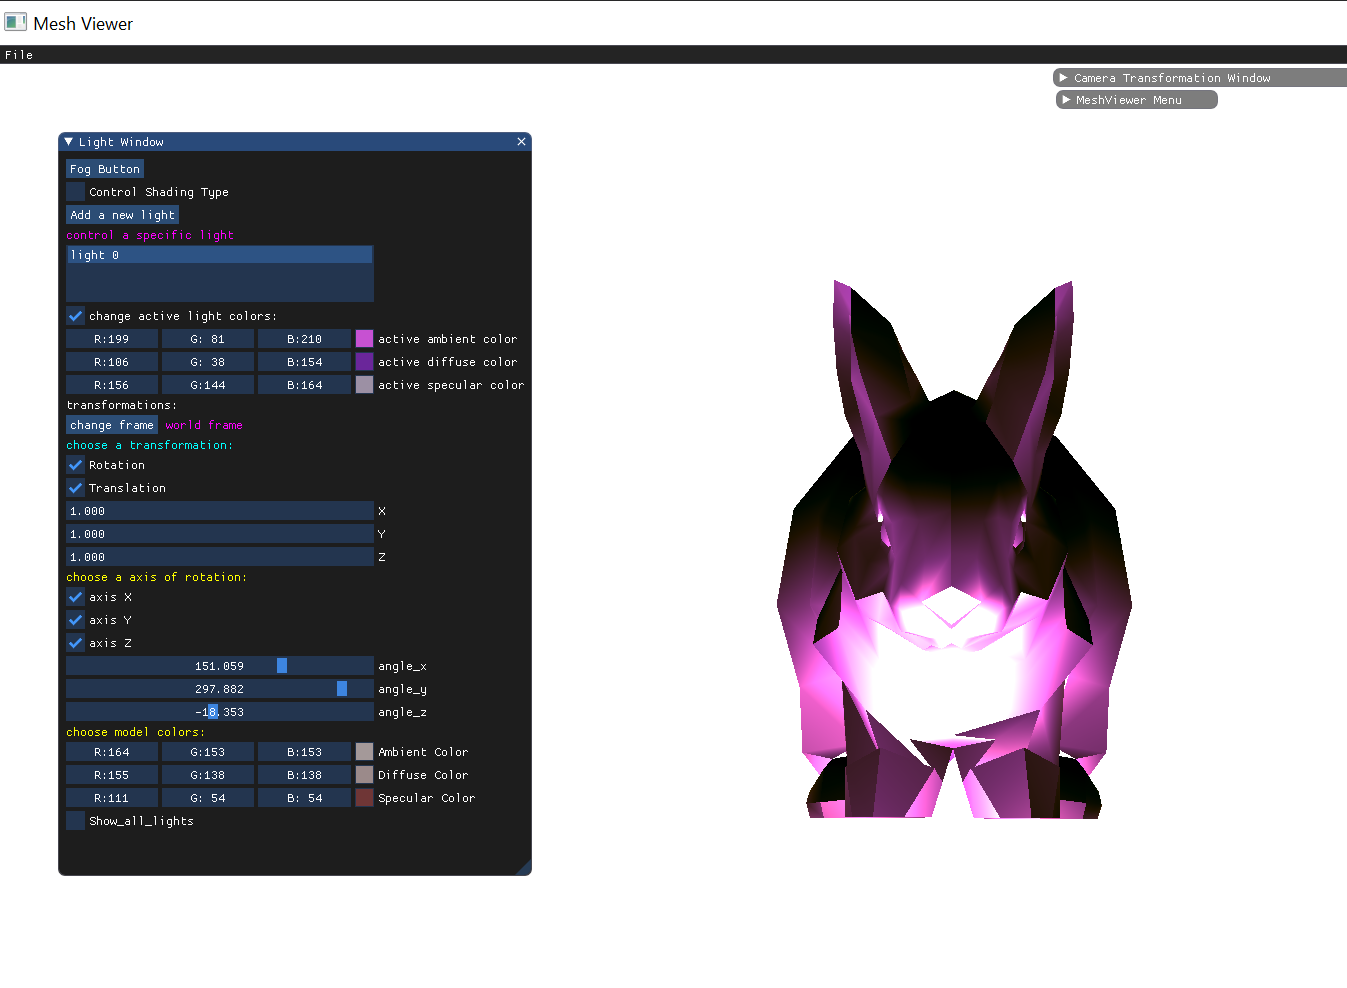 Mesh Viewer
File
Camera Transformation Window
MeshViewer Menu
Light Window
Fog Button
Control Shading Type
Add a new light
control a specific light
light 0
change active light colors:
R:199 G: 81 B:210 active ambient color
R:106 G: 38 B:154 active diffuse color
R:156 G:144 B:164 active specular color
transformations:
change frame world frame
choose a transformation:
Rotation
Translation
1.000 X
1.000 Y
1.000 Z
choose a axis of rotation:
axis X
axis Y
axis Z
151.059 angle_x
297.882 angle_y
-18.353 angle_z
choose model colors:
R:164 G:153 B:153 Ambient Color
R:155 G:138 B:138 Diffuse Color
R:111 G: 54 B: 54 Specular Color
Show_all_lights